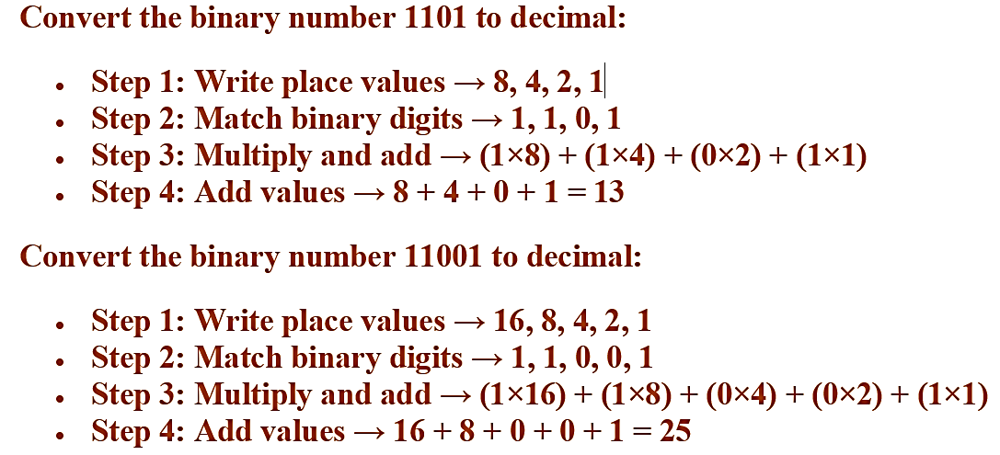 Convert the binary number 1101 to decimal:
• Step 1: Write place values → 8, 4, 2, 1
• Step 2: Match binary digits → 1, 1, 0, 1
• Step 3: Multiply and add → (1×8) + (1×4) + (0×2) + (1×1)
• Step 4: Add values → 8 + 4 + 0 + 1 = 13
Convert the binary number 11001 to decimal:
• Step 1: Write place values → 16, 8, 4, 2, 1
• Step 2: Match binary digits → 1, 1, 0, 0, 1
• Step 3: Multiply and add → (1×16) + (1×8) + (0×4) + (0×2) + (1×1)
• Step 4: Add values → 16 + 8 + 0 + 0 + 1 = 25